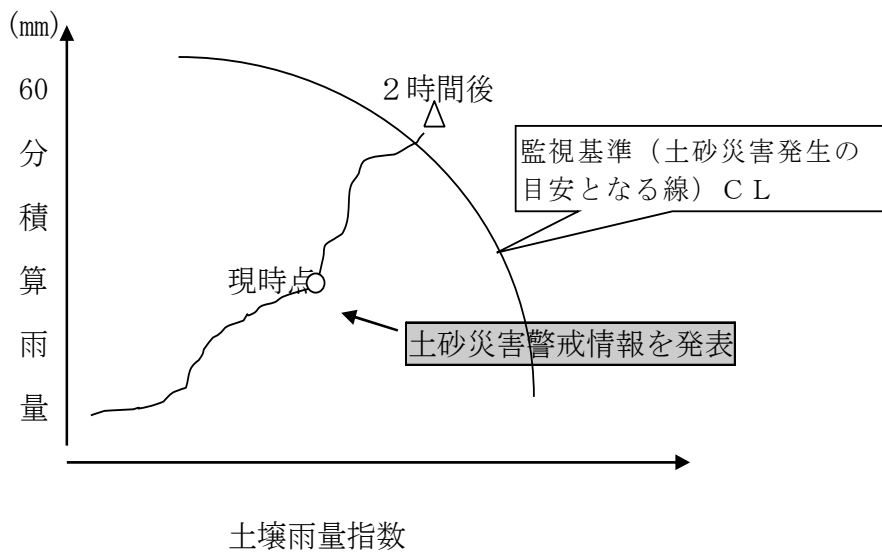 (mm)
60
分
積
算
雨
量
２時間後
監視基準（土砂災害発生の
目安となる線）ＣＬ
現時点
土砂災害警戒情報を発表
土壌雨量指数